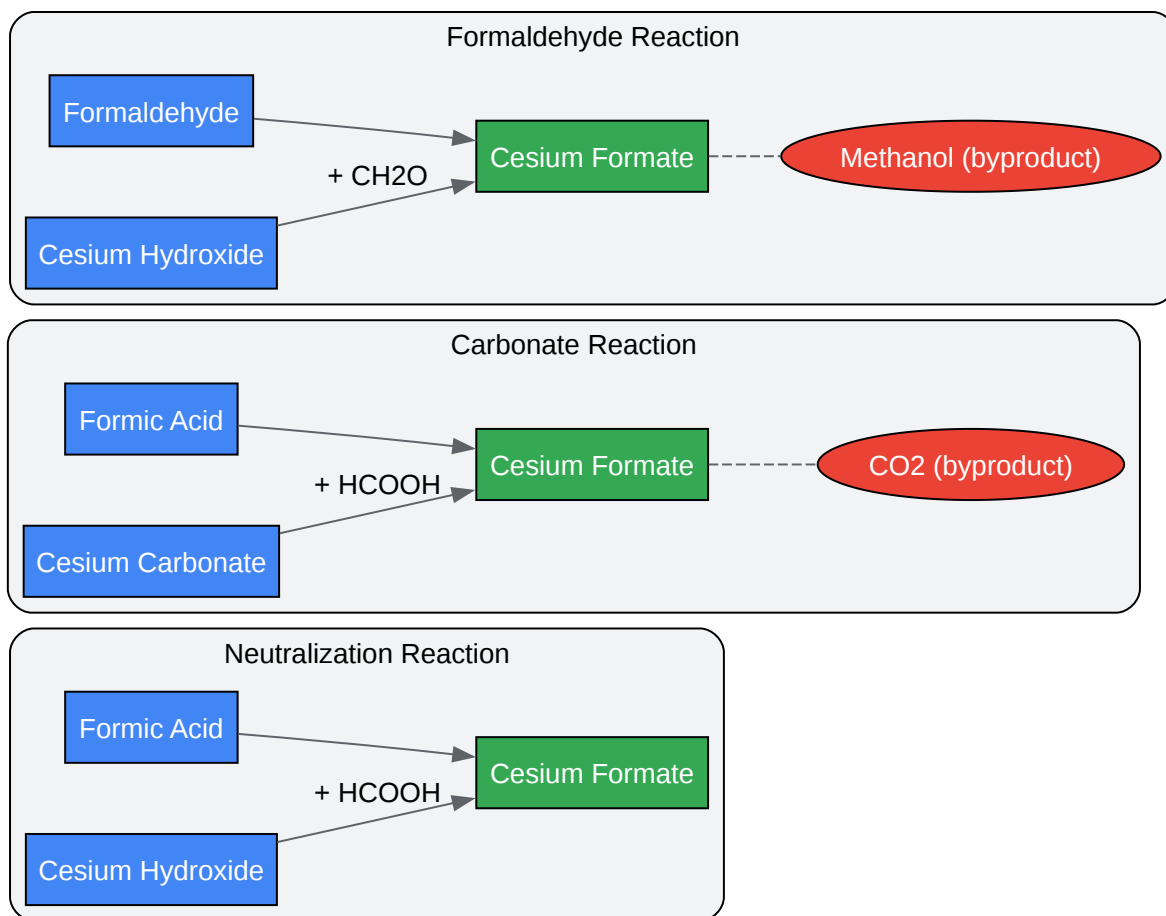 Formaldehyde Reaction
Formaldehyde
Cesium Formate
Methanol (byproduct)
+ CH2O
Cesium Hydroxide
Carbonate Reaction
Formic Acid
Cesium Formate
CO2 (byproduct)
+ HCOOH
Cesium Carbonate
Neutralization Reaction
Formic Acid
Cesium Formate
+ HCOOH
Cesium Hydroxide